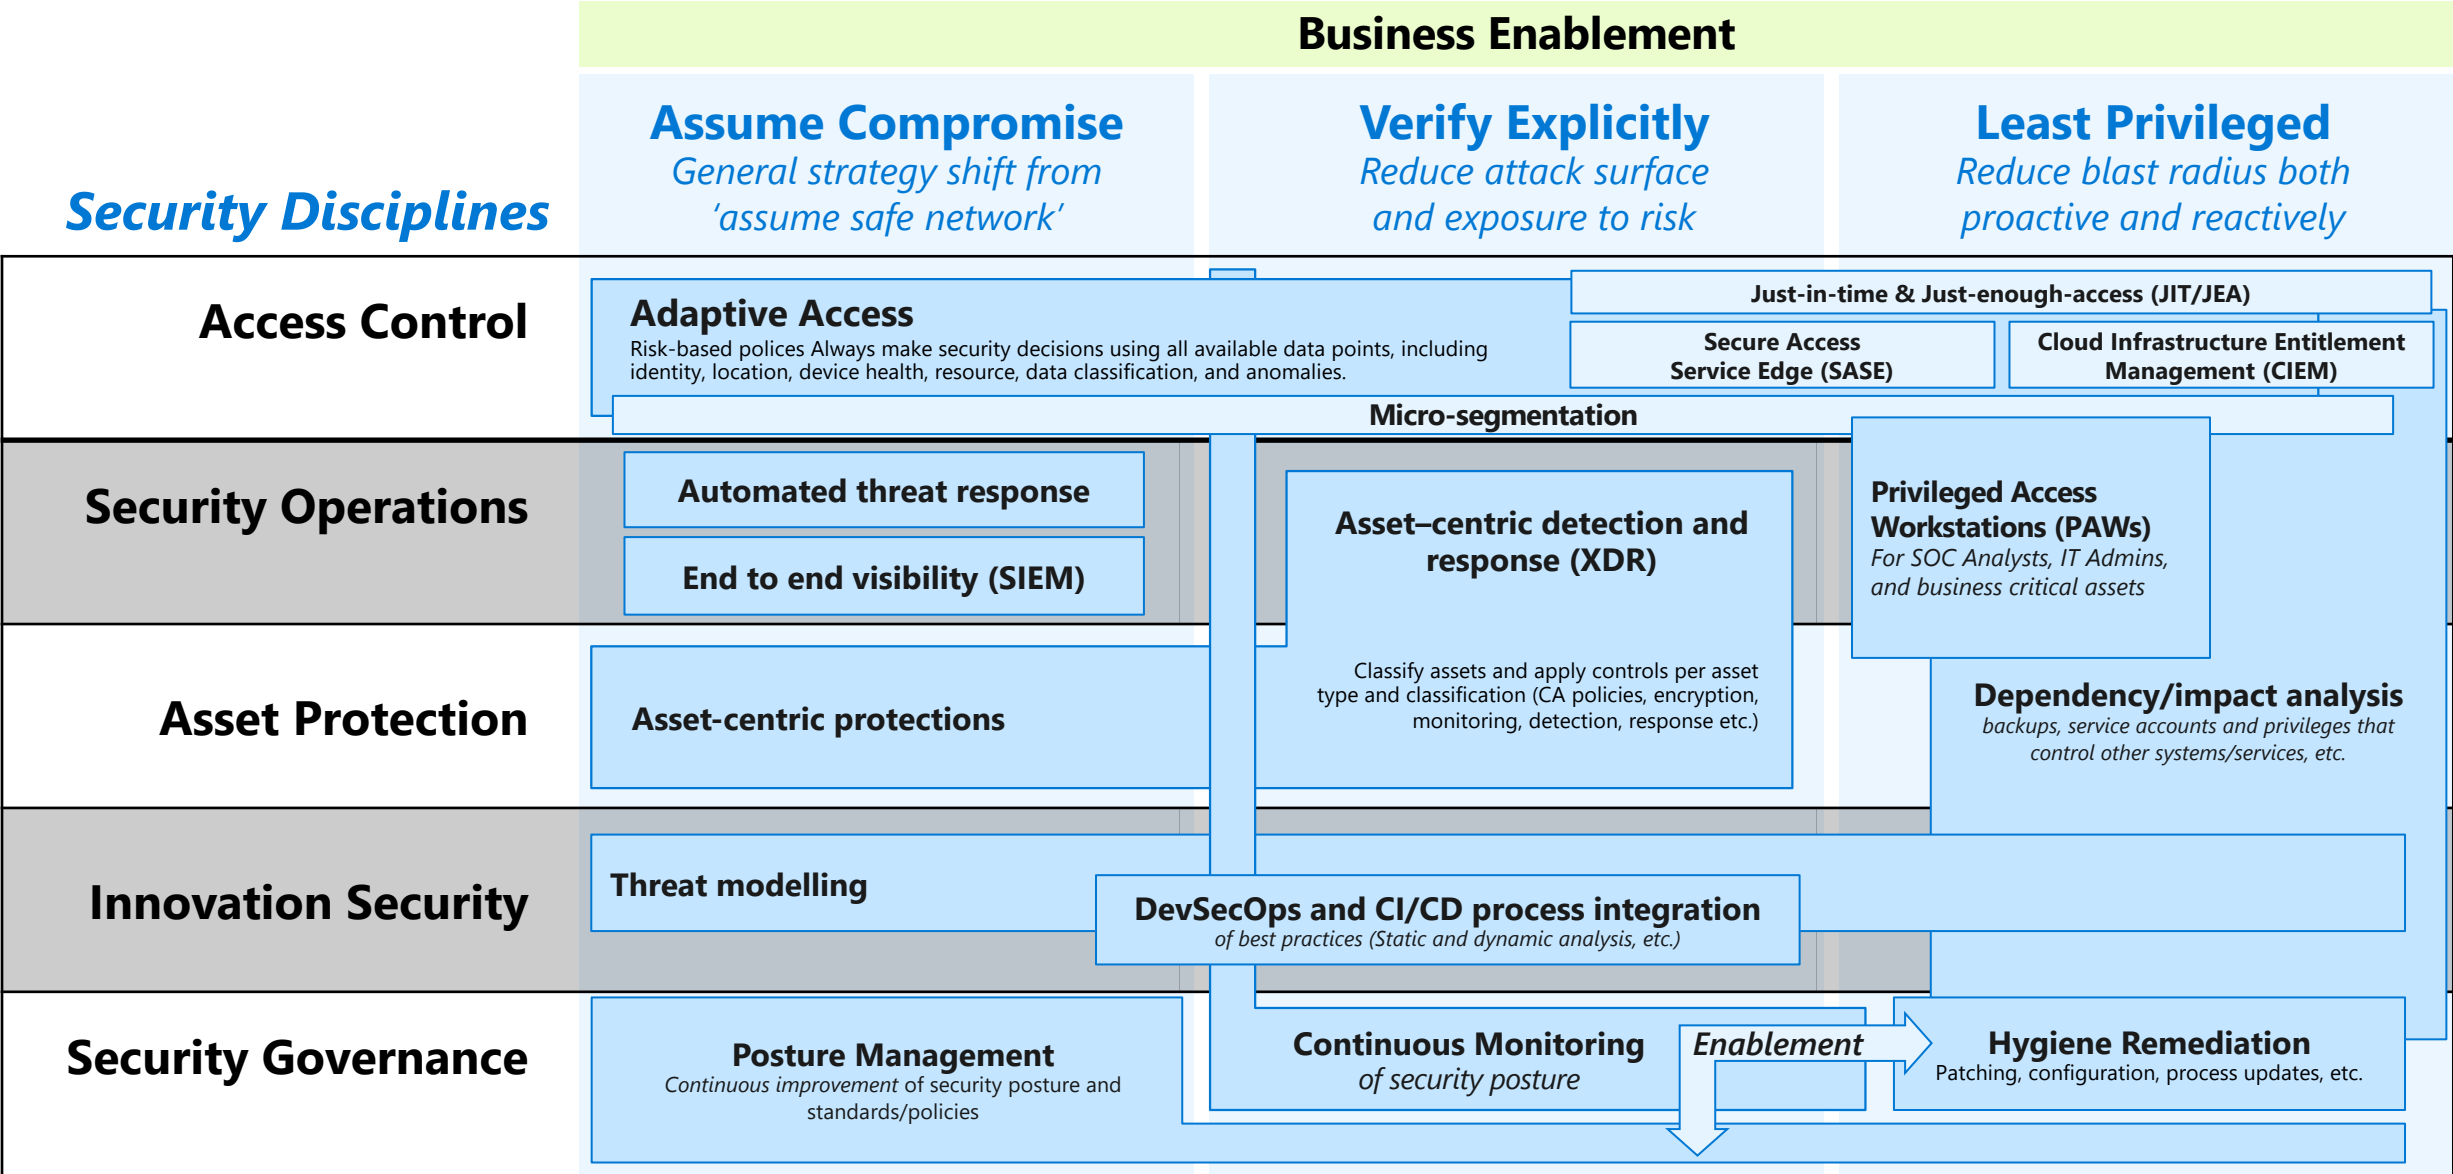 Business Enablement
Assume Compromise
General strategy shift from
‘assume safe network’
Verify Explicitly
Reduce attack surface
and exposure to risk
Least Privileged
Reduce blast radius both
proactive and reactively
Security Disciplines
Access Control
Adaptive Access
Risk-based polices Always make security decisions using all available data points, including
identity, location, device health, resource, data classification, and anomalies.
Just-in-time & Just-enough-access (JIT/JEA)
Secure Access
Service Edge (SASE)
Cloud Infrastructure Entitlement
Management (CIEM)
Micro-segmentation
Security Operations
Automated threat response
End to end visibility (SIEM)
Asset–centric detection and
response (XDR)
Privileged Access
Workstations (PAWs)
For SOC Analysts, IT Admins,
and business critical assets
Asset Protection
Asset-centric protections
Classify assets and apply controls per asset
type and classification (CA policies, encryption,
monitoring, detection, response etc.)
Dependency/impact analysis
backups, service accounts and privileges that
control other systems/services, etc.
Innovation Security
Threat modelling
DevSecOps and CI/CD process integration
of best practices (Static and dynamic analysis, etc.)
Security Governance
Posture Management
Continuous improvement of security posture and
standards/policies
Continuous Monitoring
of security posture
Enablement
Hygiene Remediation
Patching, configuration, process updates, etc.